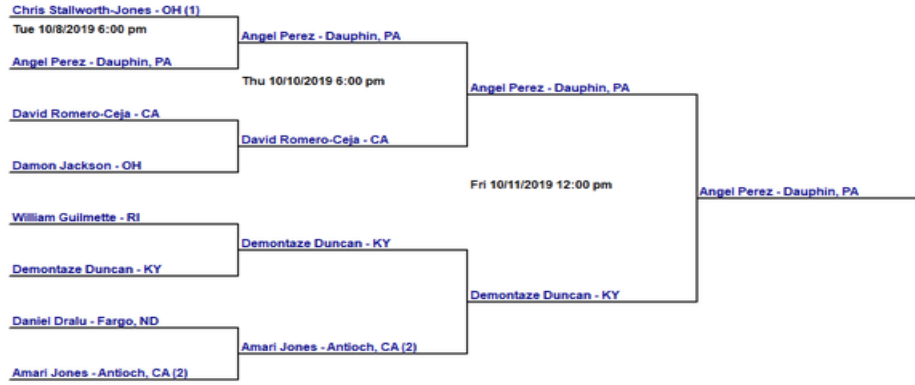 Chris Stallworth-Jones - OH (1)
Tue 10/8/2019 6:00 pm
Angel Perez - Dauphin, PA
Angel Perez - Dauphin, PA
Thu 10/10/2019 6:00 pm
Angel Perez - Dauphin, PA
David Romero-Ceja - CA
David Romero-Ceja - CA
Damon Jackson - OH
Fri 10/11/2019 12:00 pm
Angel Perez - Dauphin, PA
William Guilmette - RI
Demontaze Duncan - KY
Demontaze Duncan - KY
Demontaze Duncan - KY
Daniel Dralu - Fargo, ND
Amari Jones - Antioch, CA (2)
Amari Jones - Antioch, CA (2)